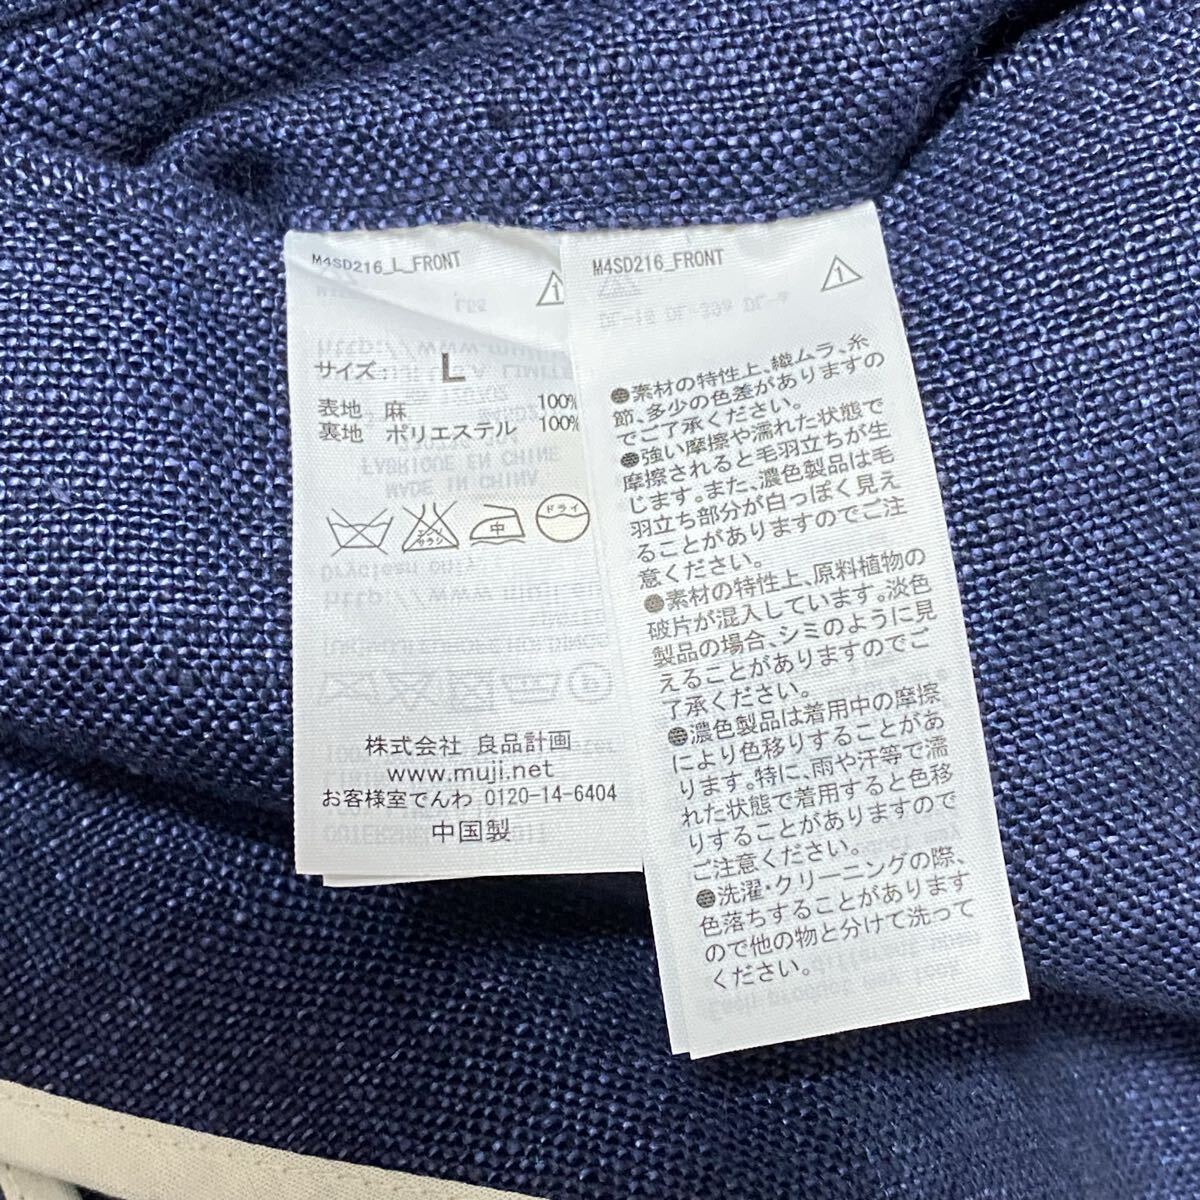 M4SD216_L_FRONT
1
サイズ: L
表地 麻 100%
裏地 ポリエステル 100%
エンソ
サラシ
中
ドライ
株式会社 良品計画
www.muji.net
お客様室でんわ 0120-14-6404
中国製
M4SD216_FRONT
1
●素材の特性上、織ムラ、糸
節、多少の色差がありますの
でご了承ください。
●強い摩擦や濡れた状態で
摩擦されると毛羽立ちが生
じます。また、濃色製品は毛
羽立ち部分が白っぽく見え
ることがありますのでご注
意ください。
●素材の特性上、原料植物の
破片が混入しています。淡色
製品の場合、シミのように見
えることがありますのでご
了承ください。
●濃色製品は着用中の摩擦
により色移りすることがあ
ります。特に、雨や汗等で濡
れた状態で着用すると色移
りすることがありますので
ご注意ください。
●洗濯・クリーニングの際、
色落ちすることがあります
ので他の物と分けて洗って
ください。